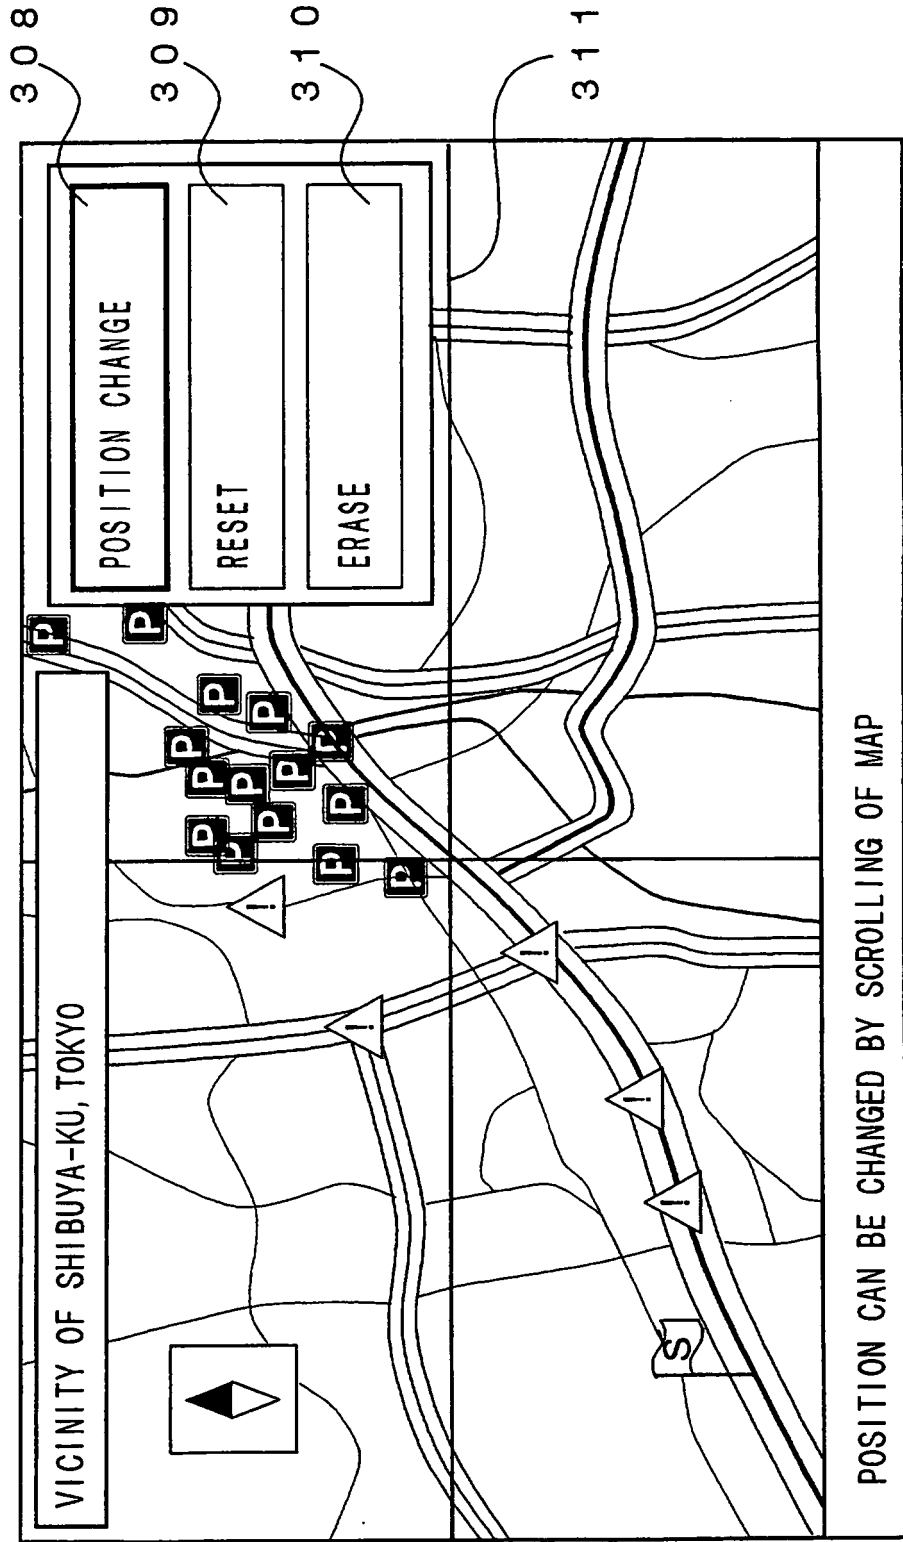 308
VICINITY OF SHIBUYA-KU, TOKYO
P
POSITION CHANGE
309
P
P
P
P
P
RESET
310
P
P
!
P
P
P
ERASE
P
P
P
!
P
311
!
!
S
!
POSITION CAN BE CHANGED BY SCROLLING OF MAP